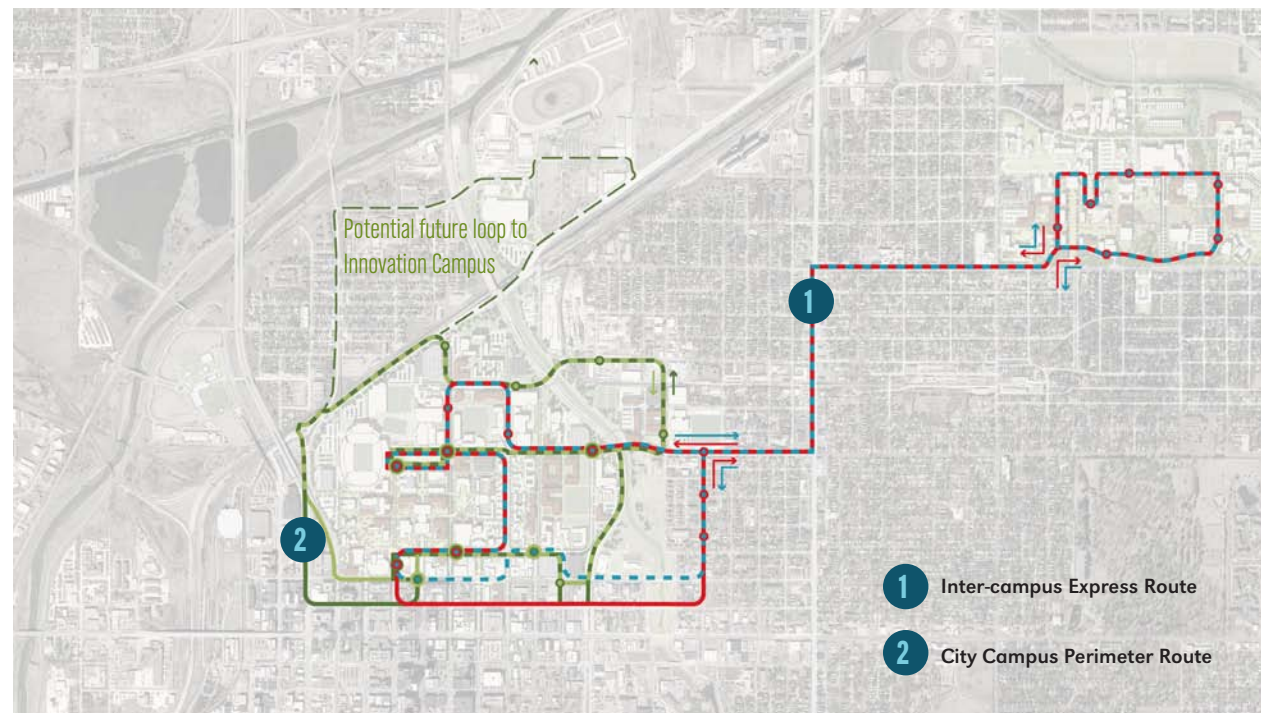 Potential future loop to
Innovation Campus
1
2
1 Inter-campus Express Route
2 City Campus Perimeter Route